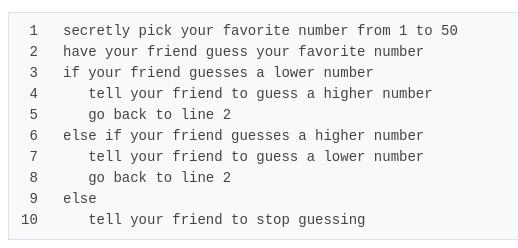 1 secretly pick your favorite number from 1 to 50
2 have your friend guess your favorite number
3 if your friend guesses a lower number
4    tell your friend to guess a higher number
5    go back to line 2
6 else if your friend guesses a higher number
7    tell your friend to guess a lower number
8    go back to line 2
9 else
10    tell your friend to stop guessing